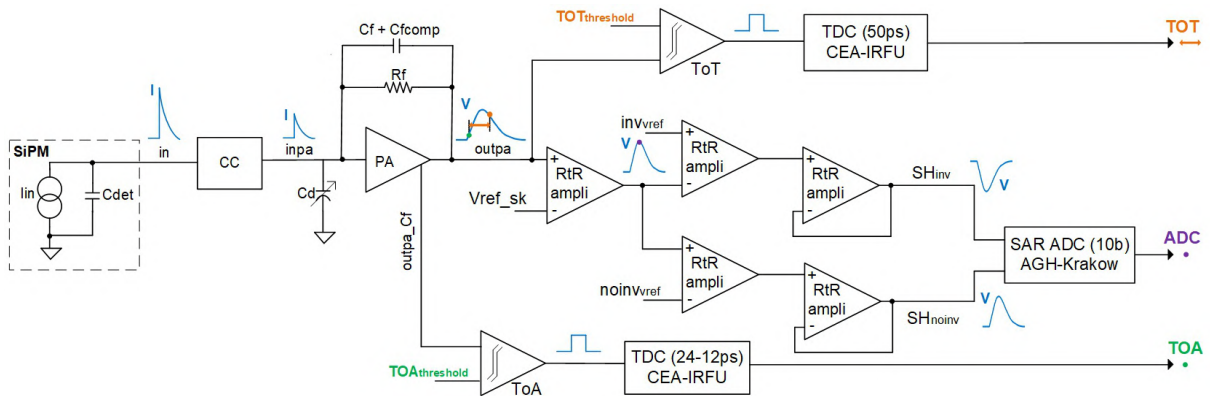 TOTthreshold
Cf + Cfcomp
Rf
TDC (50ps)
CEA-IRFU
TOT
ToT
I
I
V
SiPM
in
inpa
PA
outpa
CC
Iin
Cdet
Cd
Vref_sk
+
-
RtR
ampli
invvref
V
+
-
RtR
ampli
+
-
RtR
ampli
SHinv
V
outpa_Cf
noinvvref
+
-
RtR
ampli
+
-
RtR
ampli
SHnoinv
V
SAR ADC (10b)
AGH-Krakow
ADC
TOAthreshold
ToA
TDC (24-12ps)
CEA-IRFU
TOA